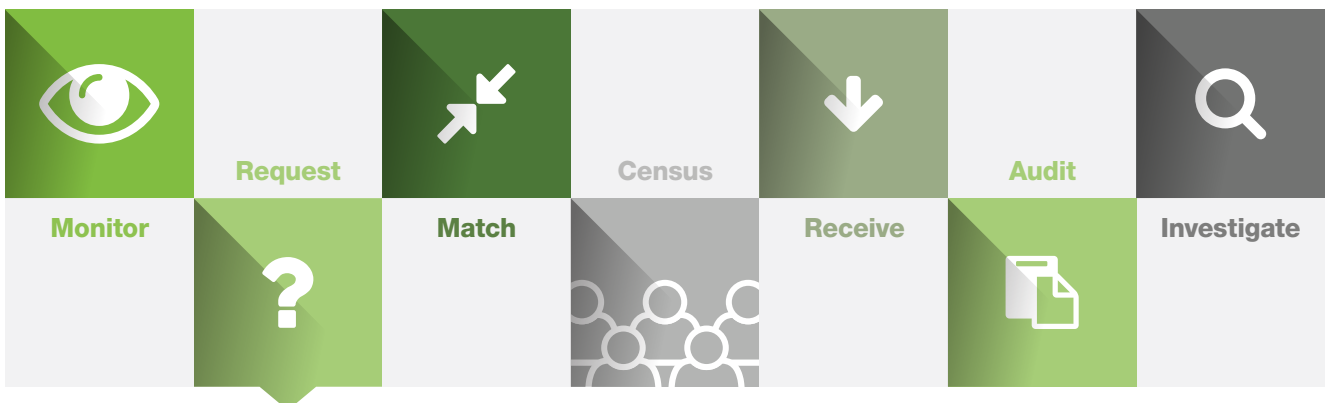 Request
Census
Audit
Monitor
Match
Receive
Investigate